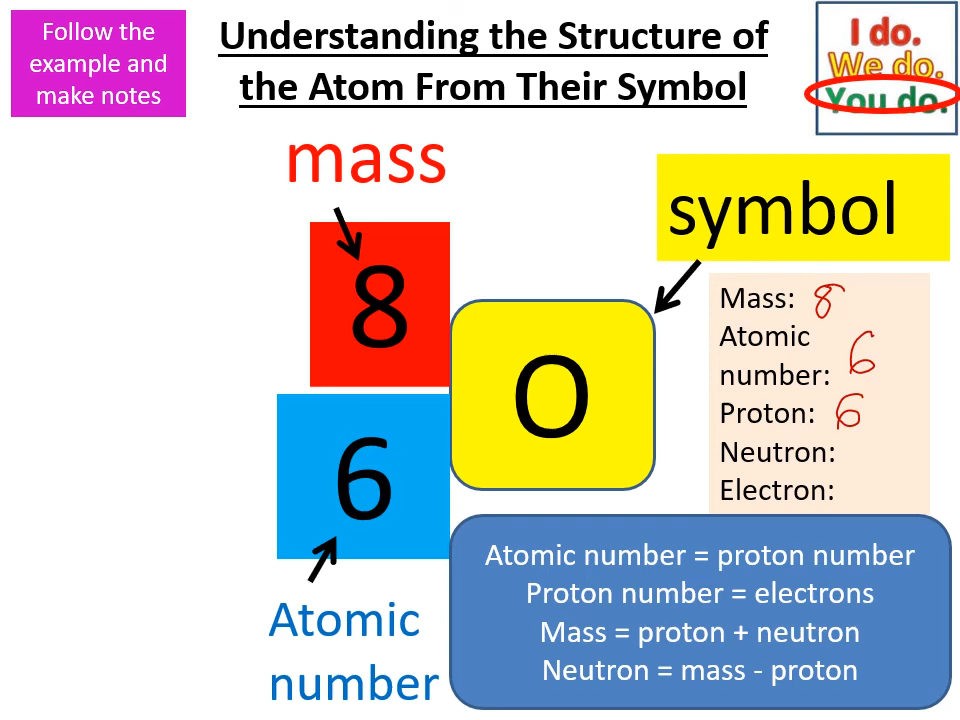 Follow the
example and
make notes
Understanding the Structure of
the Atom From Their Symbol
I do.
We do.
You do.
mass
symbol
8
6
O
Mass: 8
Atomic
number: 6
Proton: 6
Neutron:
Electron:
Atomic
number
Atomic number = proton number
Proton number = electrons
Mass = proton + neutron
Neutron = mass - proton